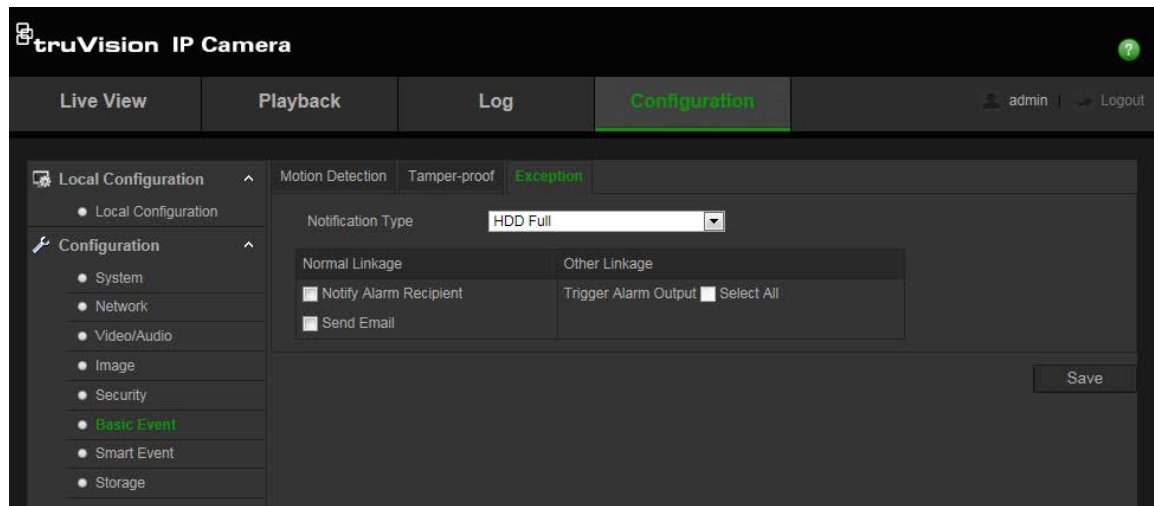 truVision IP Camera
?
Live View Playback Log Configuration admin | Logout
Local Configuration
Local Configuration
Configuration
System
Network
Video/Audio
Image
Security
Basic Event
Smart Event
Storage
Motion Detection Tamper-proof Exception
Notification Type HDD Full
Normal Linkage Other Linkage
Notify Alarm Recipient Trigger Alarm Output Select All
Send Email
Save